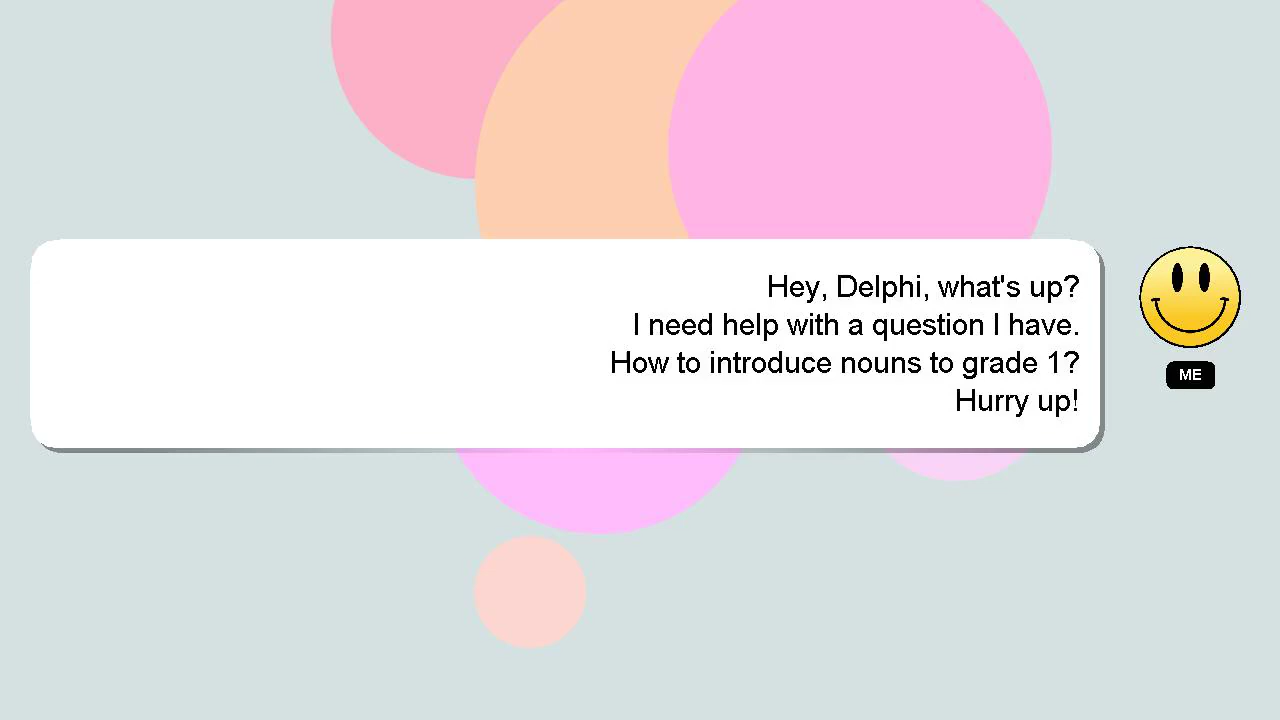 Hey, Delphi, what's up?
I need help with a question I have.
How to introduce nouns to grade 1?
Hurry up!
ME